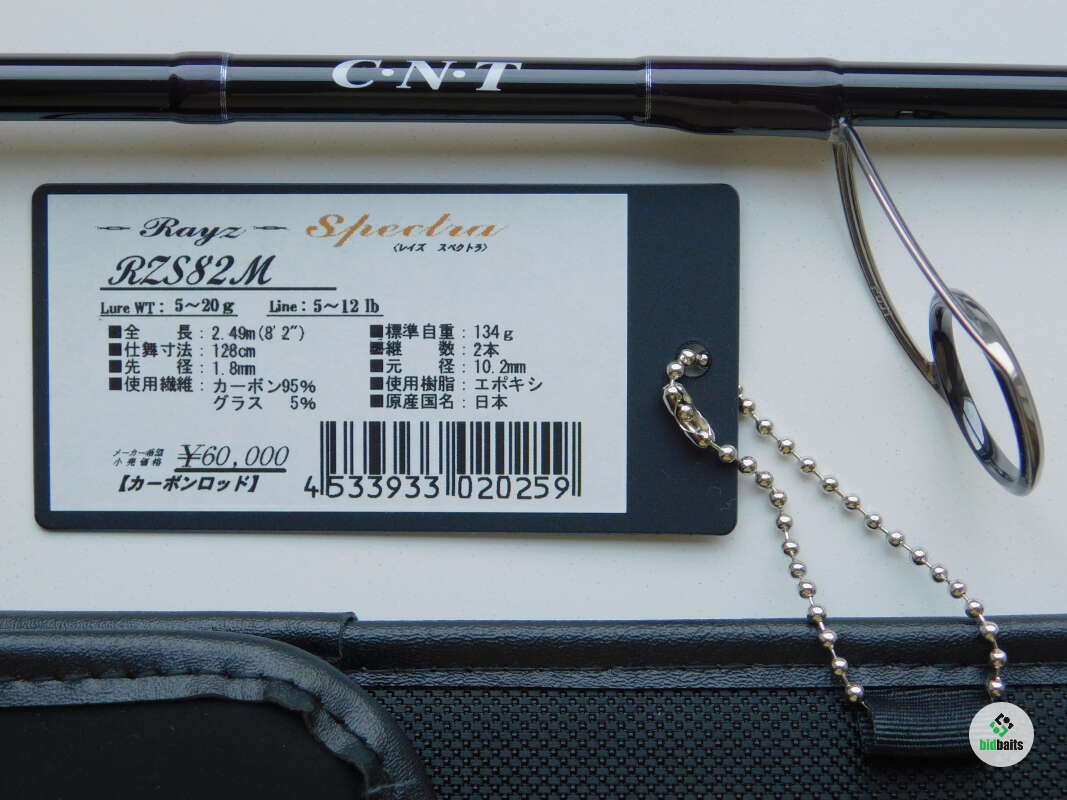 C·N·T
Rayz Spectra
〈レイズ スペクトラ〉
RZS82M
Lure WT: 5～20g Line: 5～12 lb
■全 長: 2.49m(8'2") ■標準自重: 134g
■仕舞寸法: 128cm ■継 数: 2本
■先 径: 1.8mm ■元 径: 10.2mm
■使用繊維: カーボン95% ■使用樹脂: エポキシ
グラス 5% ■原産国名: 日本
メーカー希望
小売価格 ¥60,000
【カーボンロッド】 4533933020259
bidbaits